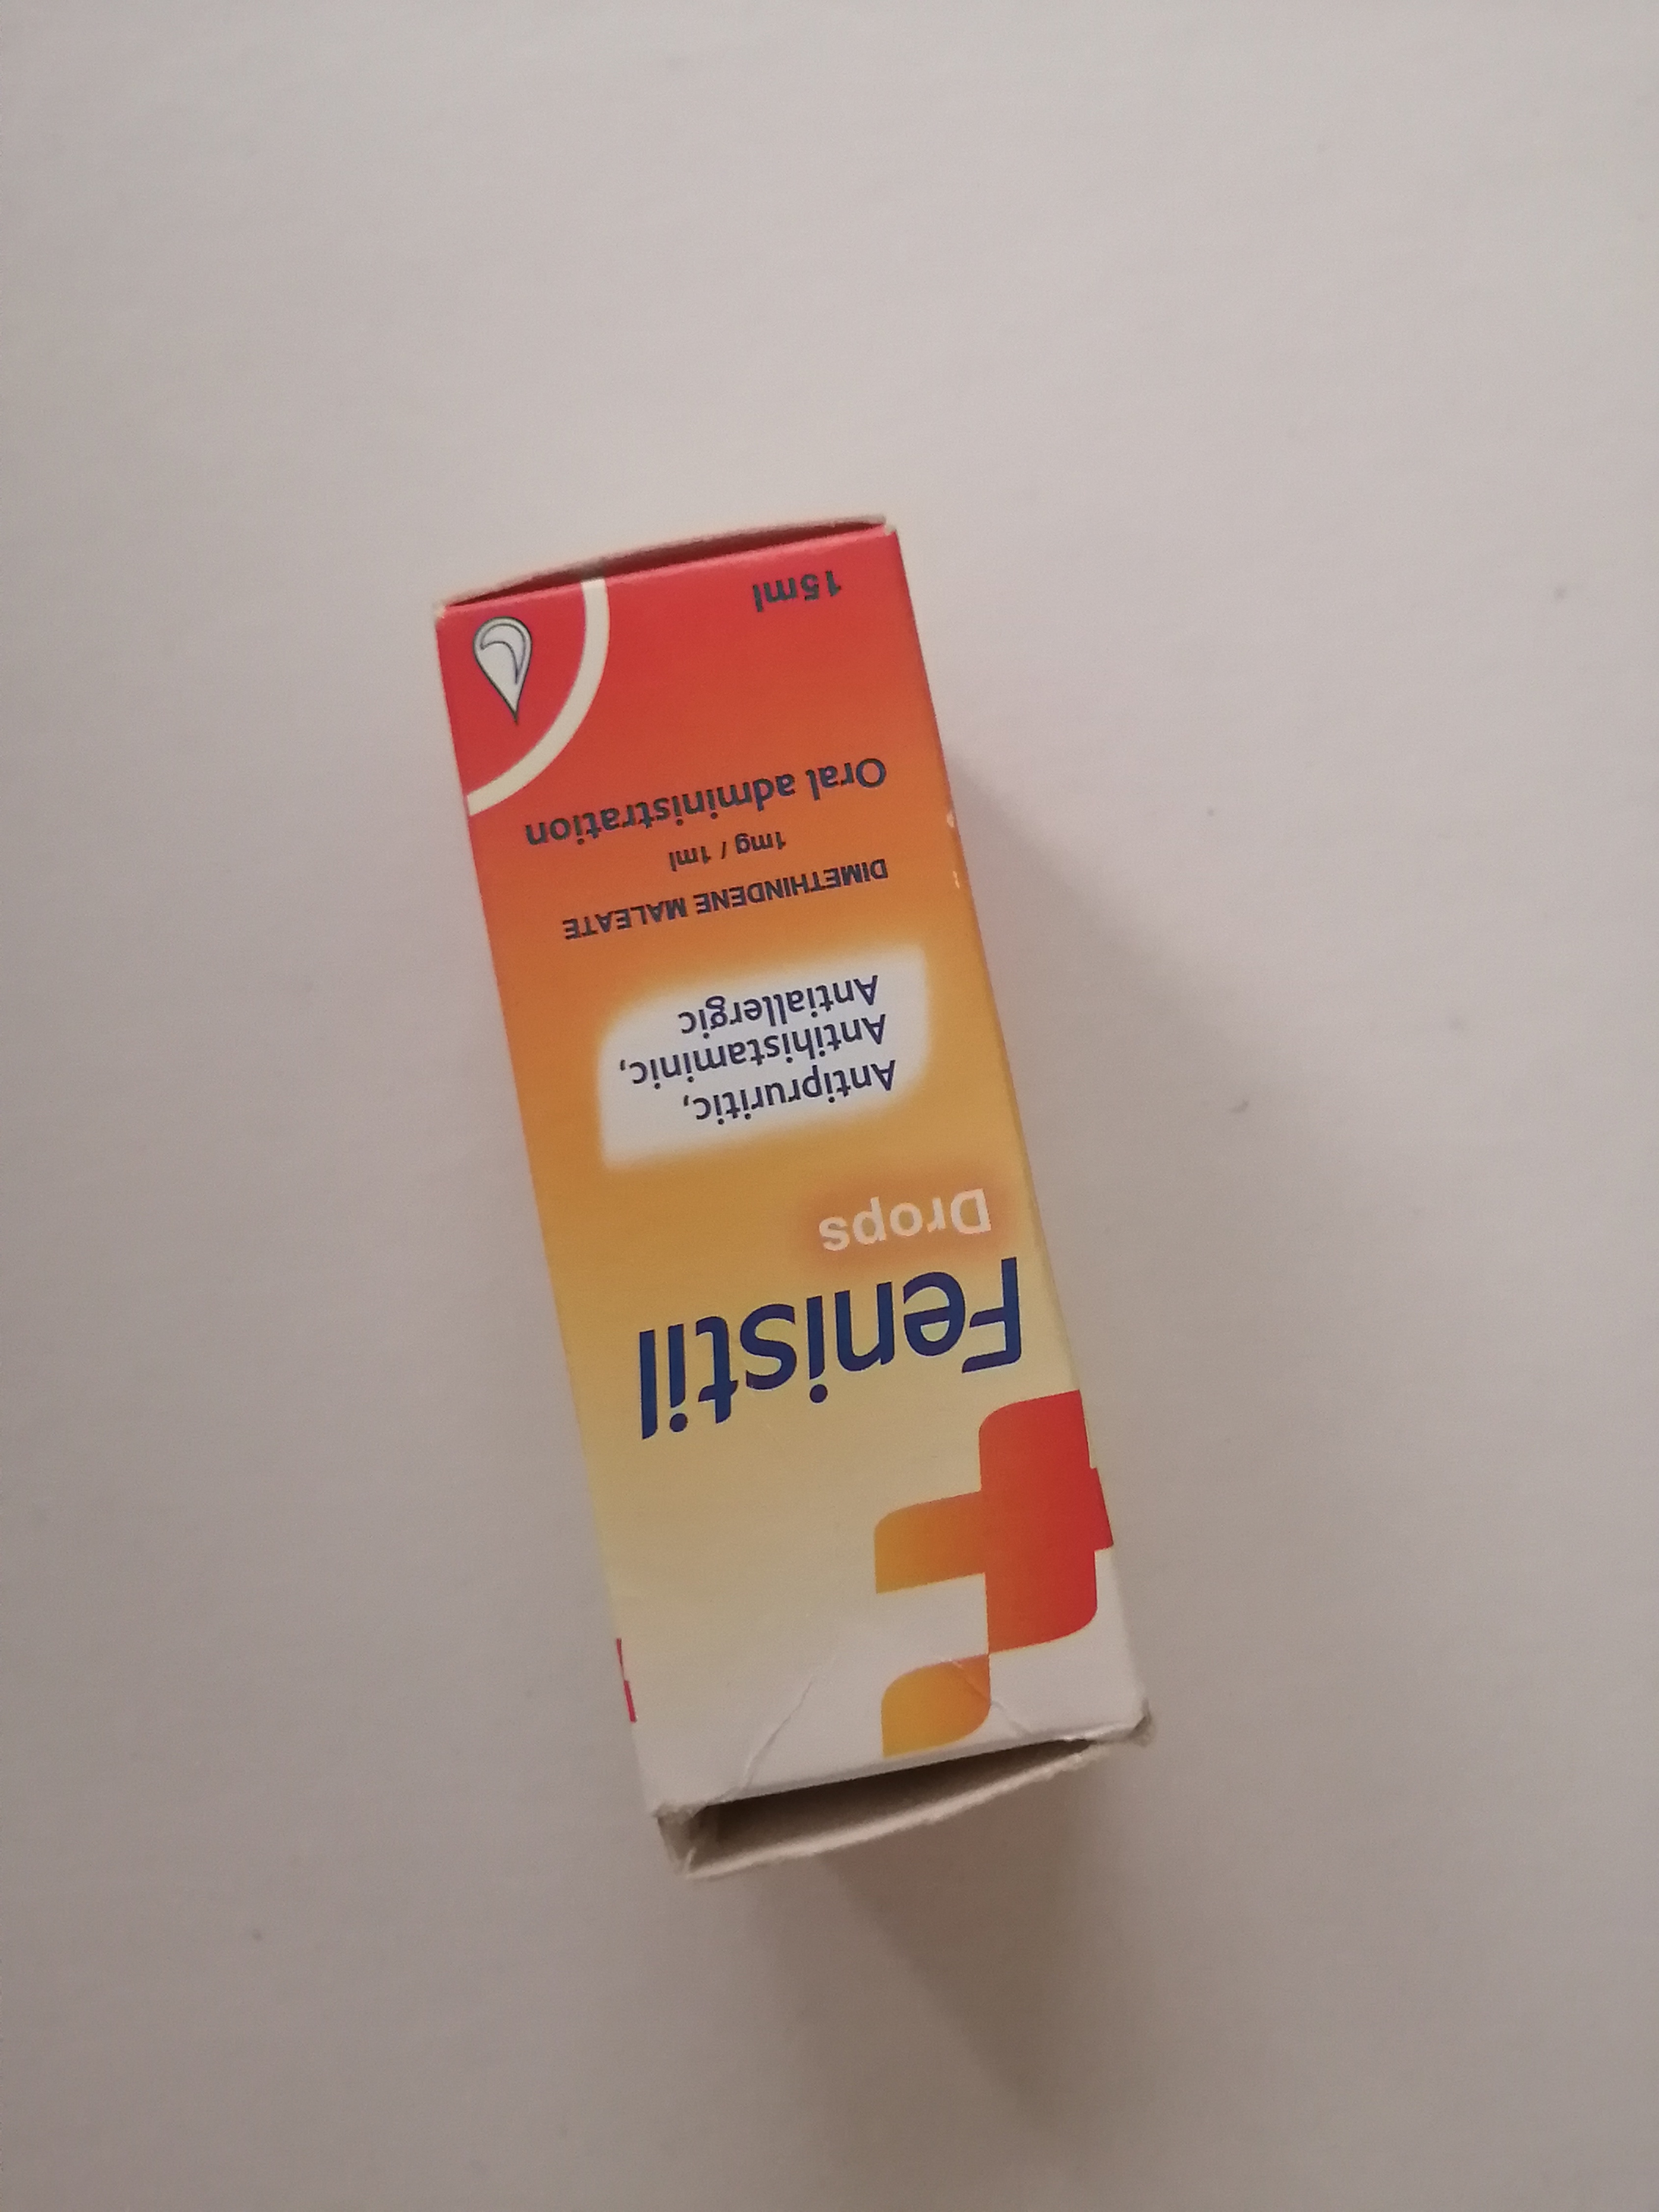 Fenistil
Drops
Antipruritic,
Antihistaminic,
Antiallergic
DIMETHINDENE MALEATE
1mg / 1ml
Oral administration
15ml